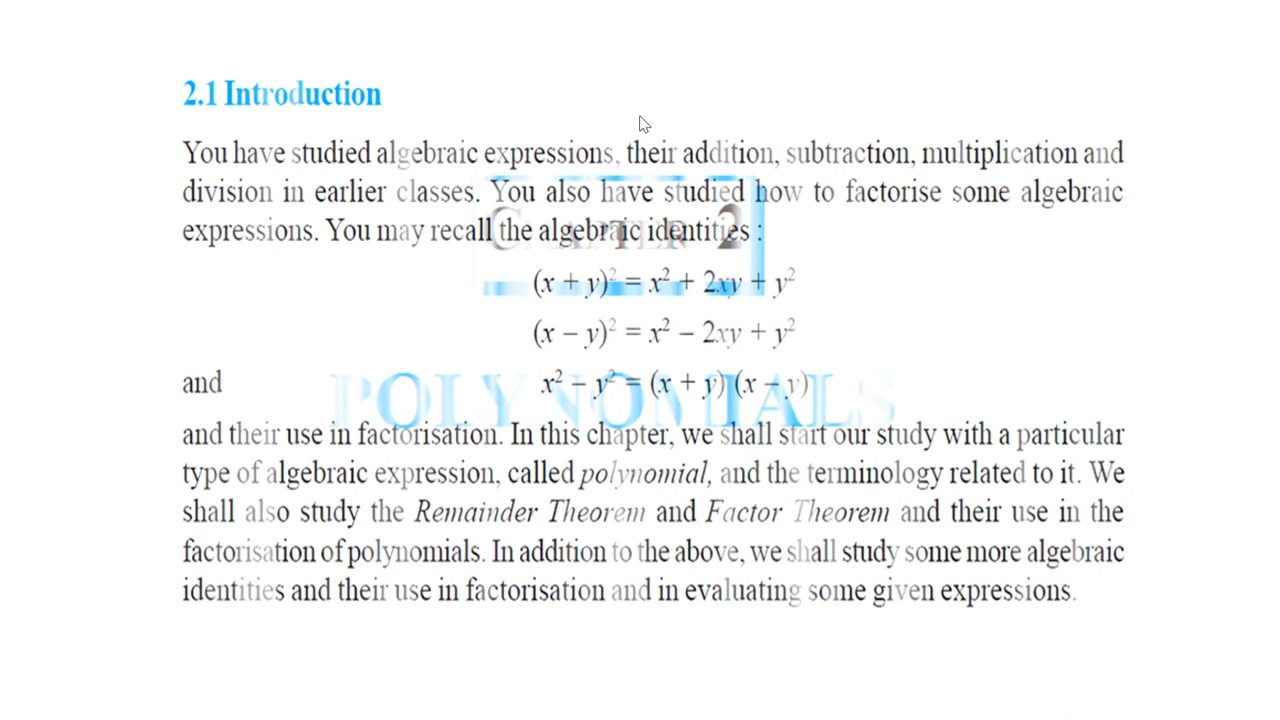 2.1 Introduction
You have studied algebraic expressions, their addition, subtraction, multiplication and
division in earlier classes. You also have studied how to factorise some algebraic
expressions. You may recall the algebraic identities :
CHAPTER 2
(x + y)² = x² + 2xy + y²
(x – y)² = x² – 2xy + y²
and x² – y² = (x + y) (x – y)
POLYNOMIALS
and their use in factorisation. In this chapter, we shall start our study with a particular
type of algebraic expression, called polynomial, and the terminology related to it. We
shall also study the Remainder Theorem and Factor Theorem and their use in the
factorisation of polynomials. In addition to the above, we shall study some more algebraic
identities and their use in factorisation and in evaluating some given expressions.